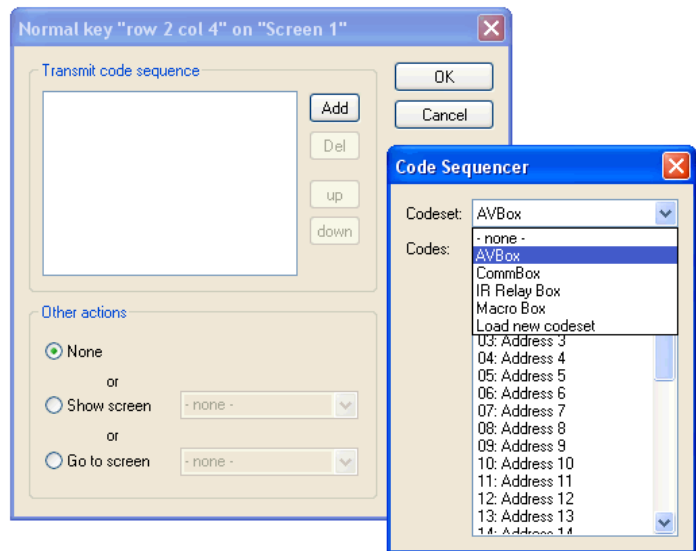 Normal key "row 2 col 4" on "Screen 1"
Transmit code sequence
Add
Del
up
down
OK
Cancel
Other actions
None
or
Show screen
- none -
or
Go to screen
- none -
Code Sequencer
Codeset:
AVBox
Codes:
- none -
AVBox
CommBox
IR Relay Box
Macro Box
Load new codeset
03: Address 3
04: Address 4
05: Address 5
06: Address 6
07: Address 7
08: Address 8
09: Address 9
10: Address 10
11: Address 11
12: Address 12
13: Address 13
14: Address 14